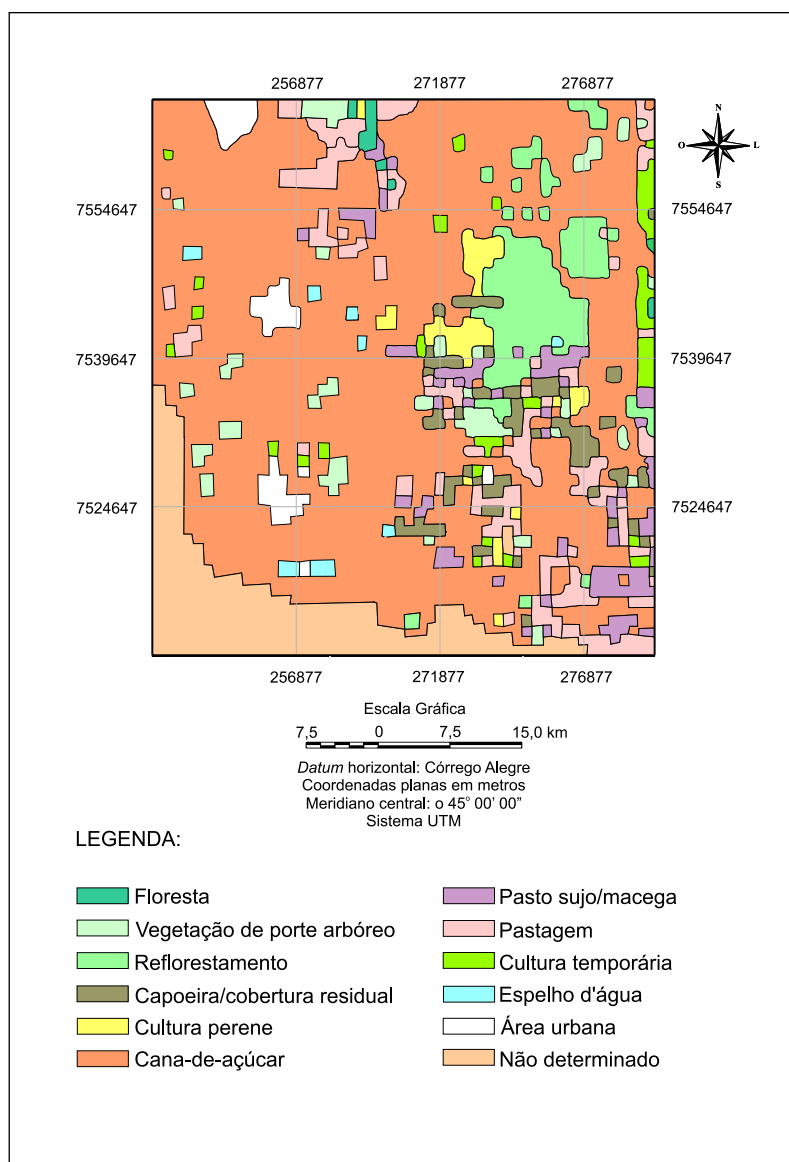 256877 271877 276877
N
O L
S
7554647 7554647
7539647 7539647
7524647 7524647
256877 271877 276877
Escala Gráfica
7,5 0 7,5 15,0 km
Datum horizontal: Córrego Alegre
Coordenadas planas em metros
Meridiano central: o 45° 00' 00”
Sistema UTM
LEGENDA:
Floresta
Vegetação de porte arbóreo
Reflorestamento
Capoeira/cobertura residual
Cultura perene
Cana-de-açúcar
Pasto sujo/macega
Pastagem
Cultura temporária
Espelho d'água
Área urbana
Não determinado